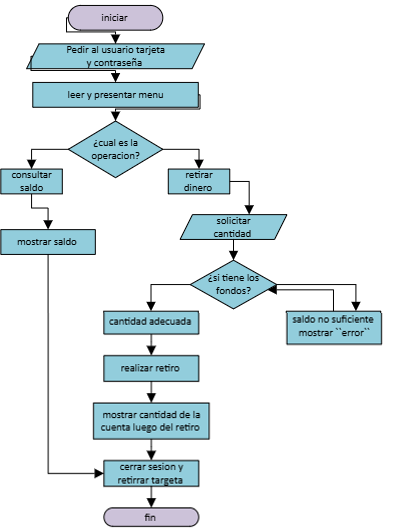 iniciar
Pedir al usuario tarjeta
y contraseña
leer y presentar menu
¿cual es la
operacion?
consultar
saldo
retirar
dinero
mostrar saldo
solicitar
cantidad
¿si tiene los
fondos?
cantidad adecuada
saldo no suficiente
mostrar ``error``
realizar retiro
mostrar cantidad de la
cuenta luego del retiro
cerrar sesion y
retirrar targeta
fin